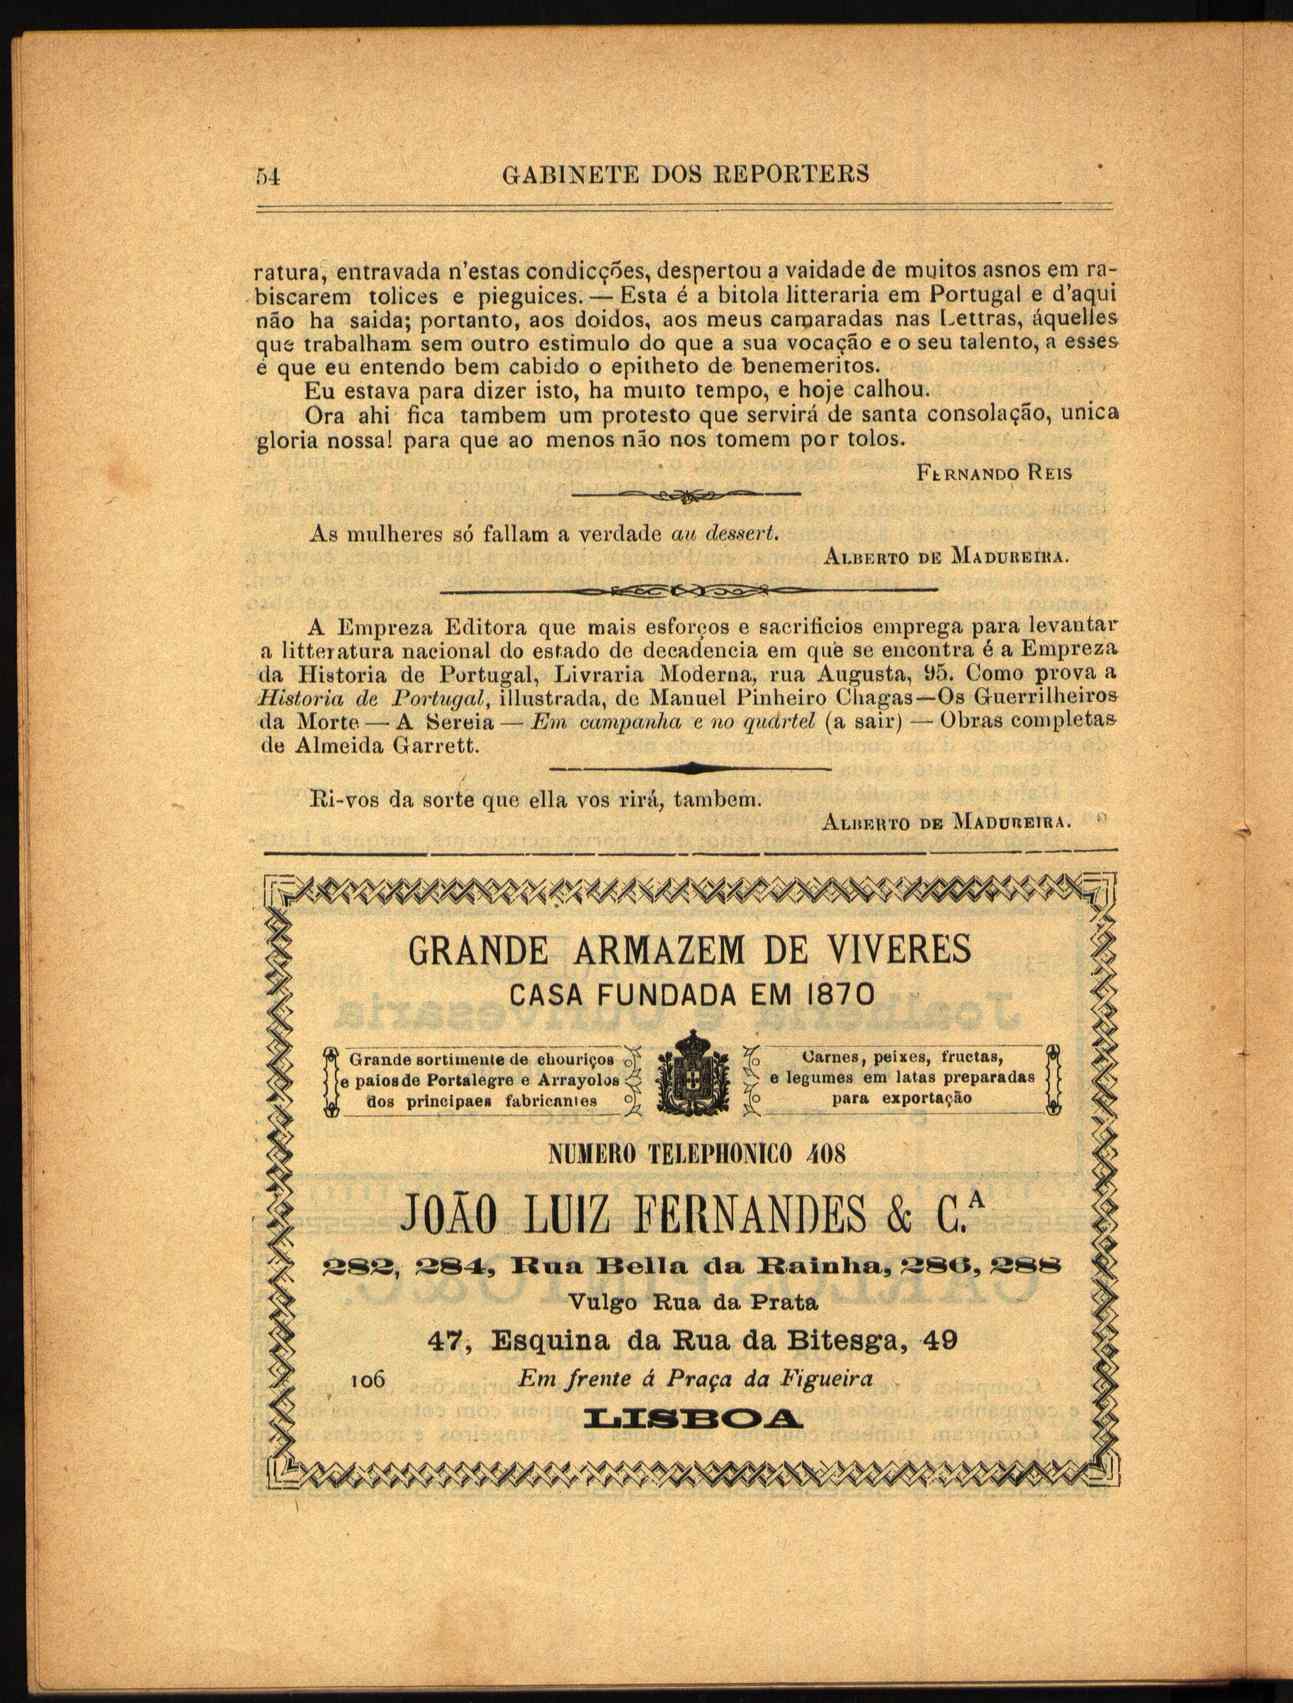 54 GABINETE DOS REPORTERS
ratura, entravada n'estas condicções, despertou a vaidade de muitos asnos em ra-
biscarem tolices e pieguices. — Esta é a bitola litteraria em Portugal e d'aqui
não ha saida; portanto, aos doidos, aos meus camaradas nas Lettras, áquelles
que trabalham sem outro estimulo do que a sua vocação e o seu talento, a esses
é que eu entendo bem cabido o epitheto de benemeritos.
Eu estava para dizer isto, ha muito tempo, e hoje calhou.
Ora ahi fica tambem um protesto que servirá de santa consolação, unica
gloria nossa! para que ao menos não nos tomem por tolos.
FERNANDO REIS
As mulheres só fallam a verdade au dessert.
ALBERTO DE MADUREIRA.
A Empreza Editora que mais esforços e sacrificios emprega para levantar
a litteratura nacional do estado de decadencia em que se encontra é a Empreza
da Historia de Portugal, Livraria Moderna, rua Augusta, 95. Como prova a
Historia de Portugal, illustrada, de Manuel Pinheiro Chagas—Os Guerrilheiros
da Morte — A Sereia — Em campanha e no quartel (a sair) — Obras completas
de Almeida Garrett.
Ri-vos da sorte que ella vos rirá, tambem.
ALBERTO DE MADUREIRA.
GRANDE ARMAZEM DE VIVERES
CASA FUNDADA EM 1870
Grande sortimente de chouriços
e paios de Portalegre e Arrayolos
dos principaes fabricantes
Carnes, peixes, fructas,
e legumes em latas preparadas
para exportação
NUMERO TELEPHONICO 408
JOÃO LUIZ FERNANDES & C.A
282, 284, Rua Bella da Rainha, 286, 288
Vulgo Rua da Prata
47, Esquina da Rua da Bitesga, 49
106 Em frente á Praça da Figueira
LISBOA